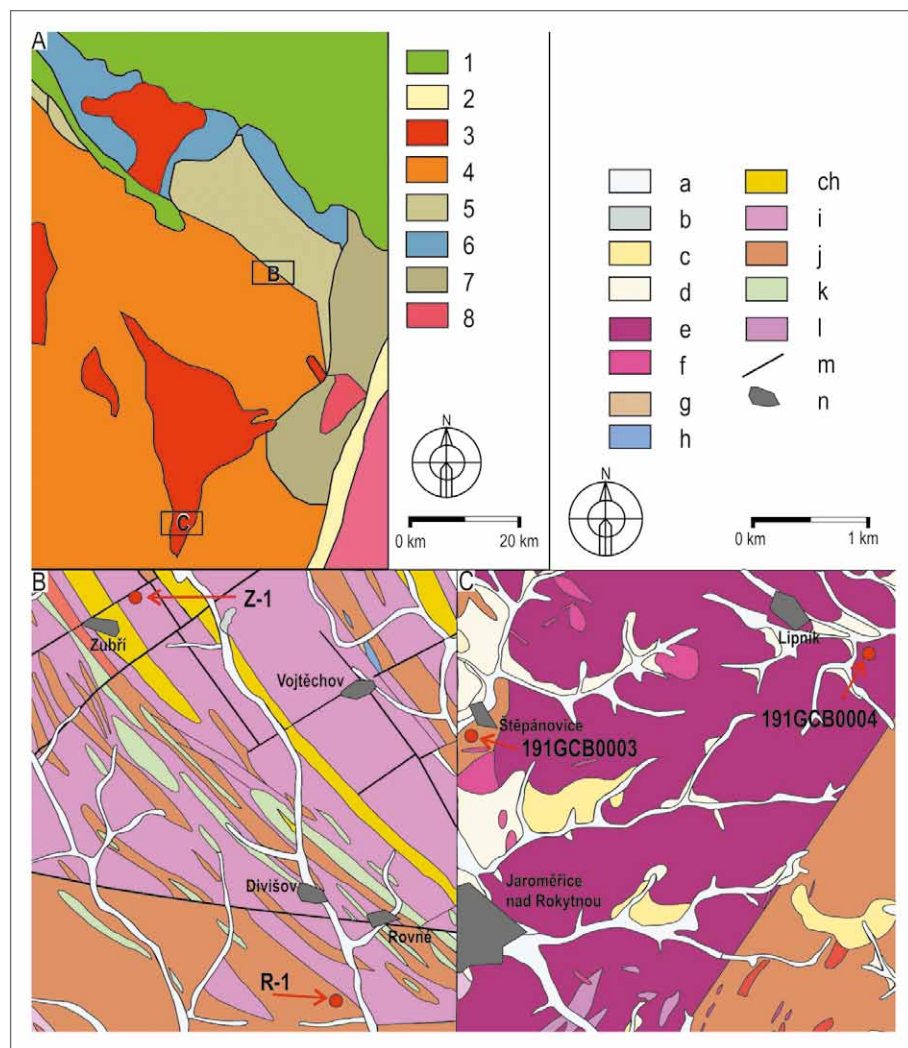 A
1
2
3
4
5
6
7
8
B
C
N
0 km 20 km
a
b
c
d
e
f
g
h
ch
i
j
k
l
m
n
N
0 km 1 km
B
Z-1
Zubří
Vojtěchov
Divišov
Rovné
R-1
C
Lipník
191GCB0004
Štěpánovice
191GCB0003
Jaroměřice
nad Rokytnou